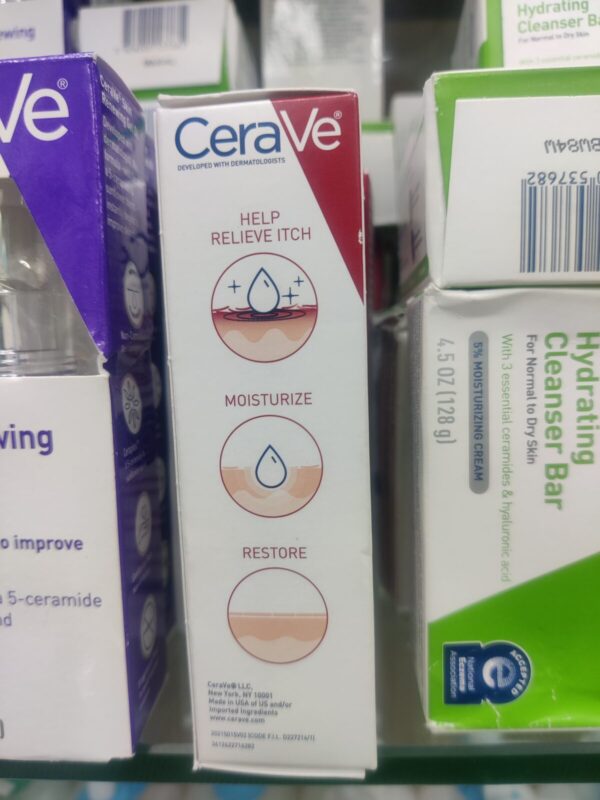 Hydrating
Cleanser Ba
For Normal to Dry Skin
wing
Ve®
CeraVe®
DEVELOPED WITH DERMATOLOGISTS
HELP
RELIEVE ITCH
MOISTURIZE
RESTORE
CeraVe® LLC,
New York, NY 10001
Made in USA of US and/or
imported ingredients
www.cerave.com
ving
o improve
5-ceramide
537682
Hydrating
Cleanser Bar
For Normal to Dry Skin
With 3 essential ceramides & hyaluronic acid
5% MOISTURIZING CREAM
4.5 OZ (128 g)
ACCEPTED
e
National
Eczema
Association